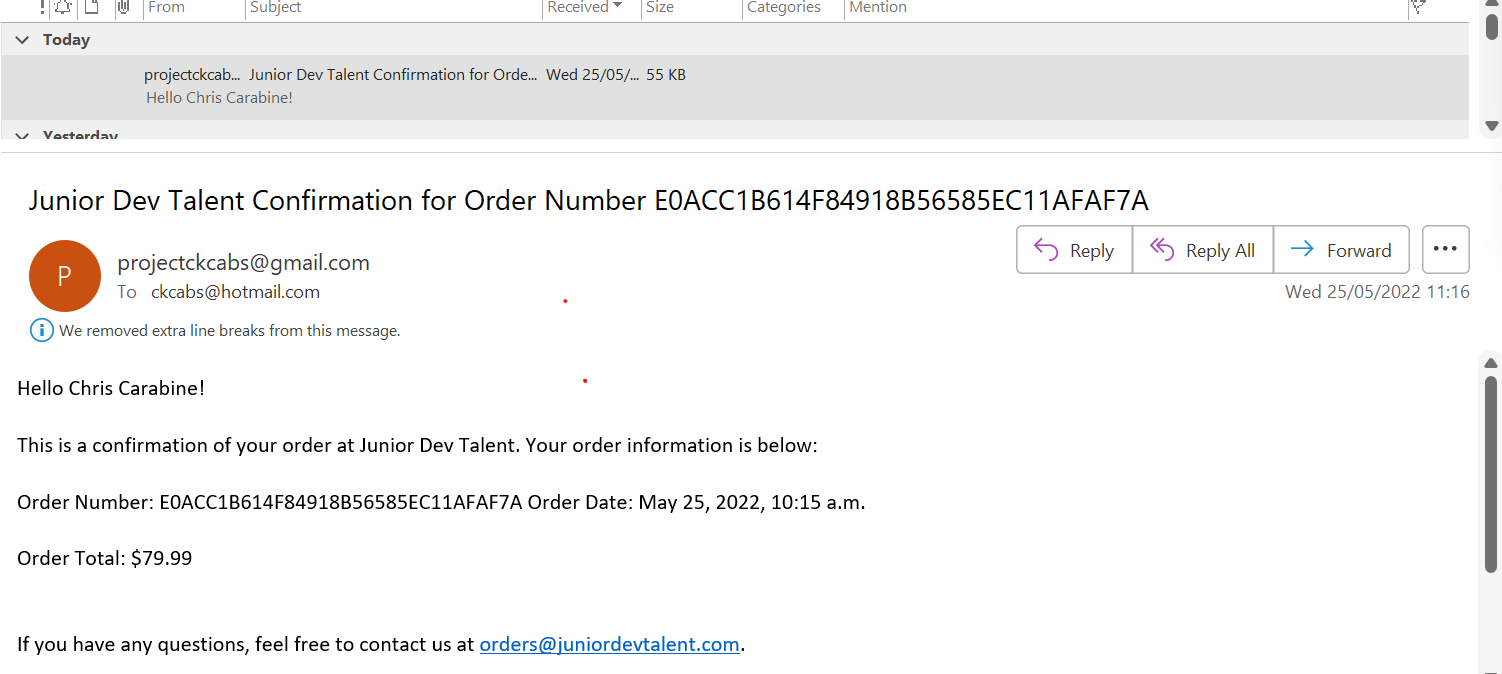 From Subject Received Size Categories Mention
Today
projectckcab... Junior Dev Talent Confirmation for Orde... Wed 25/05/... 55 KB
Hello Chris Carabine!
Yesterday
Junior Dev Talent Confirmation for Order Number E0ACC1B614F84918B56585EC11AFAF7A
P
projectckcabs@gmail.com
Reply Reply All Forward ...
To ckcabs@hotmail.com
Wed 25/05/2022 11:16
We removed extra line breaks from this message.
Hello Chris Carabine!
This is a confirmation of your order at Junior Dev Talent. Your order information is below:
Order Number: E0ACC1B614F84918B56585EC11AFAF7A Order Date: May 25, 2022, 10:15 a.m.
Order Total: $79.99
If you have any questions, feel free to contact us at orders@juniordevtalent.com.